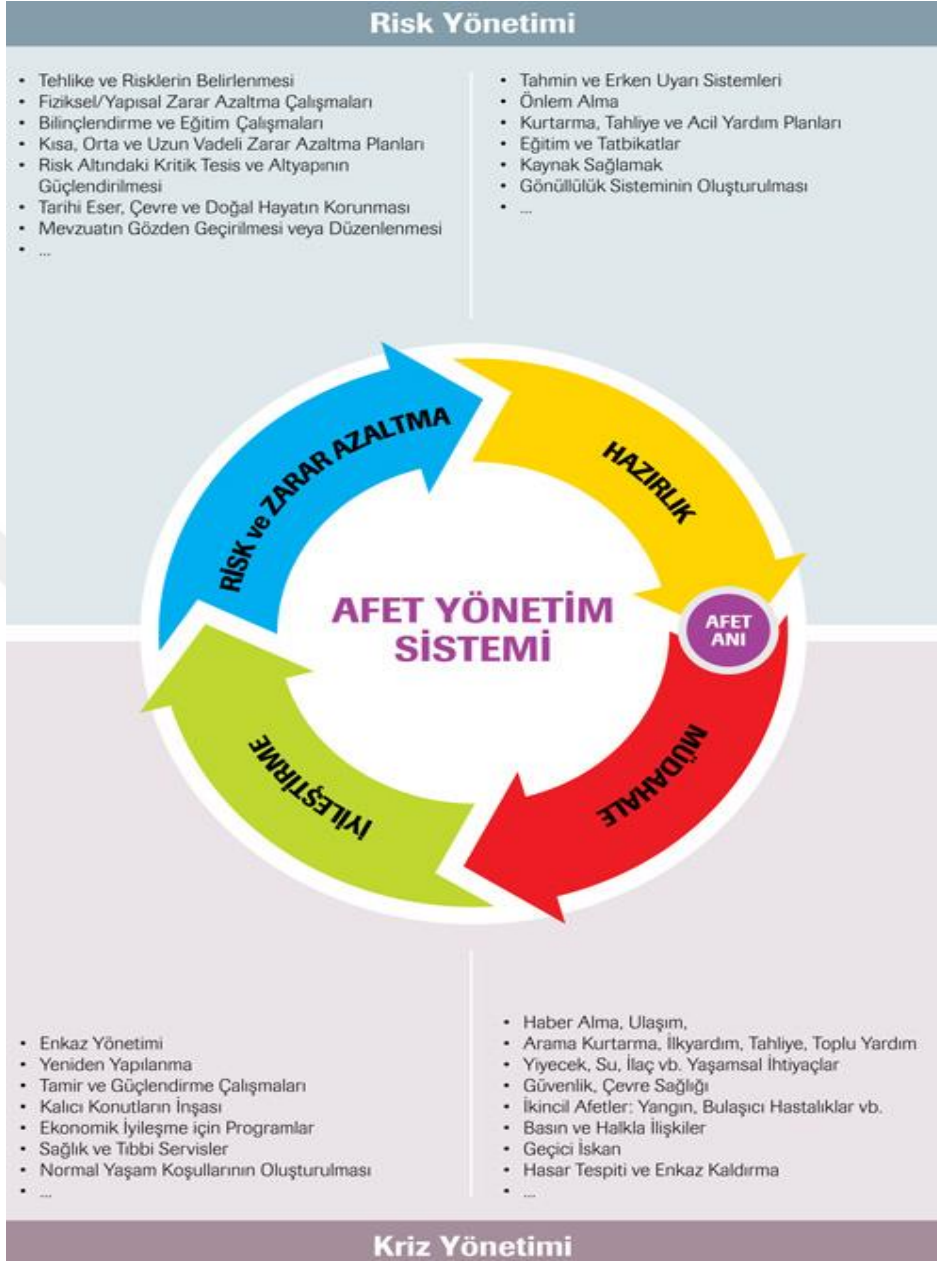 Risk Yönetimi
• Tehlike ve Risklerin Belirlenmesi
• Fiziksel/Yapısal Zarar Azaltma Çalışmaları
• Bilinçlendirme ve Eğitim Çalışmaları
• Kısa, Orta ve Uzun Vadeli Zarar Azaltma Planları
• Risk Altındaki Kritik Tesis ve Altyapının
Güçlendirilmesi
• Tarihi Eser, Çevre ve Doğal Hayatın Korunması
• Mevzuatın Gözden Geçirilmesi veya Düzenlenmesi
• ...
• Tahmin ve Erken Uyarı Sistemleri
• Önlem Alma
• Kurtarma, Tahliye ve Acil Yardım Planları
• Eğitim ve Tatbikatlar
• Kaynak Sağlamak
• Gönüllülük Sisteminin Oluşturulması
• ...
RİSK ve ZARAR AZALTMA
HAZIRLIK
AFET YÖNETİM
SİSTEMİ
AFET
ANI
İYİLEŞTİRME
MÜDAHALE
• Enkaz Yönetimi
• Yeniden Yapılanma
• Tamir ve Güçlendirme Çalışmaları
• Kalıcı Konutların İnşası
• Ekonomik İyileşme için Programlar
• Sağlık ve Tıbbi Servisler
• Normal Yaşam Koşullarının Oluşturulması
• ...
• Haber Alma, Ulaşım,
• Arama Kurtarma, İlkyardım, Tahliye, Toplu Yardım
• Yiyecek, Su, İlaç vb. Yaşamsal İhtiyaçlar
• Güvenlik, Çevre Sağlığı
• İkincil Afetler: Yangın, Bulaşıcı Hastalıklar vb.
• Basın ve Halkla İlişkiler
• Geçici İskan
• Hasar Tespiti ve Enkaz Kaldırma
• ...
Kriz Yönetimi